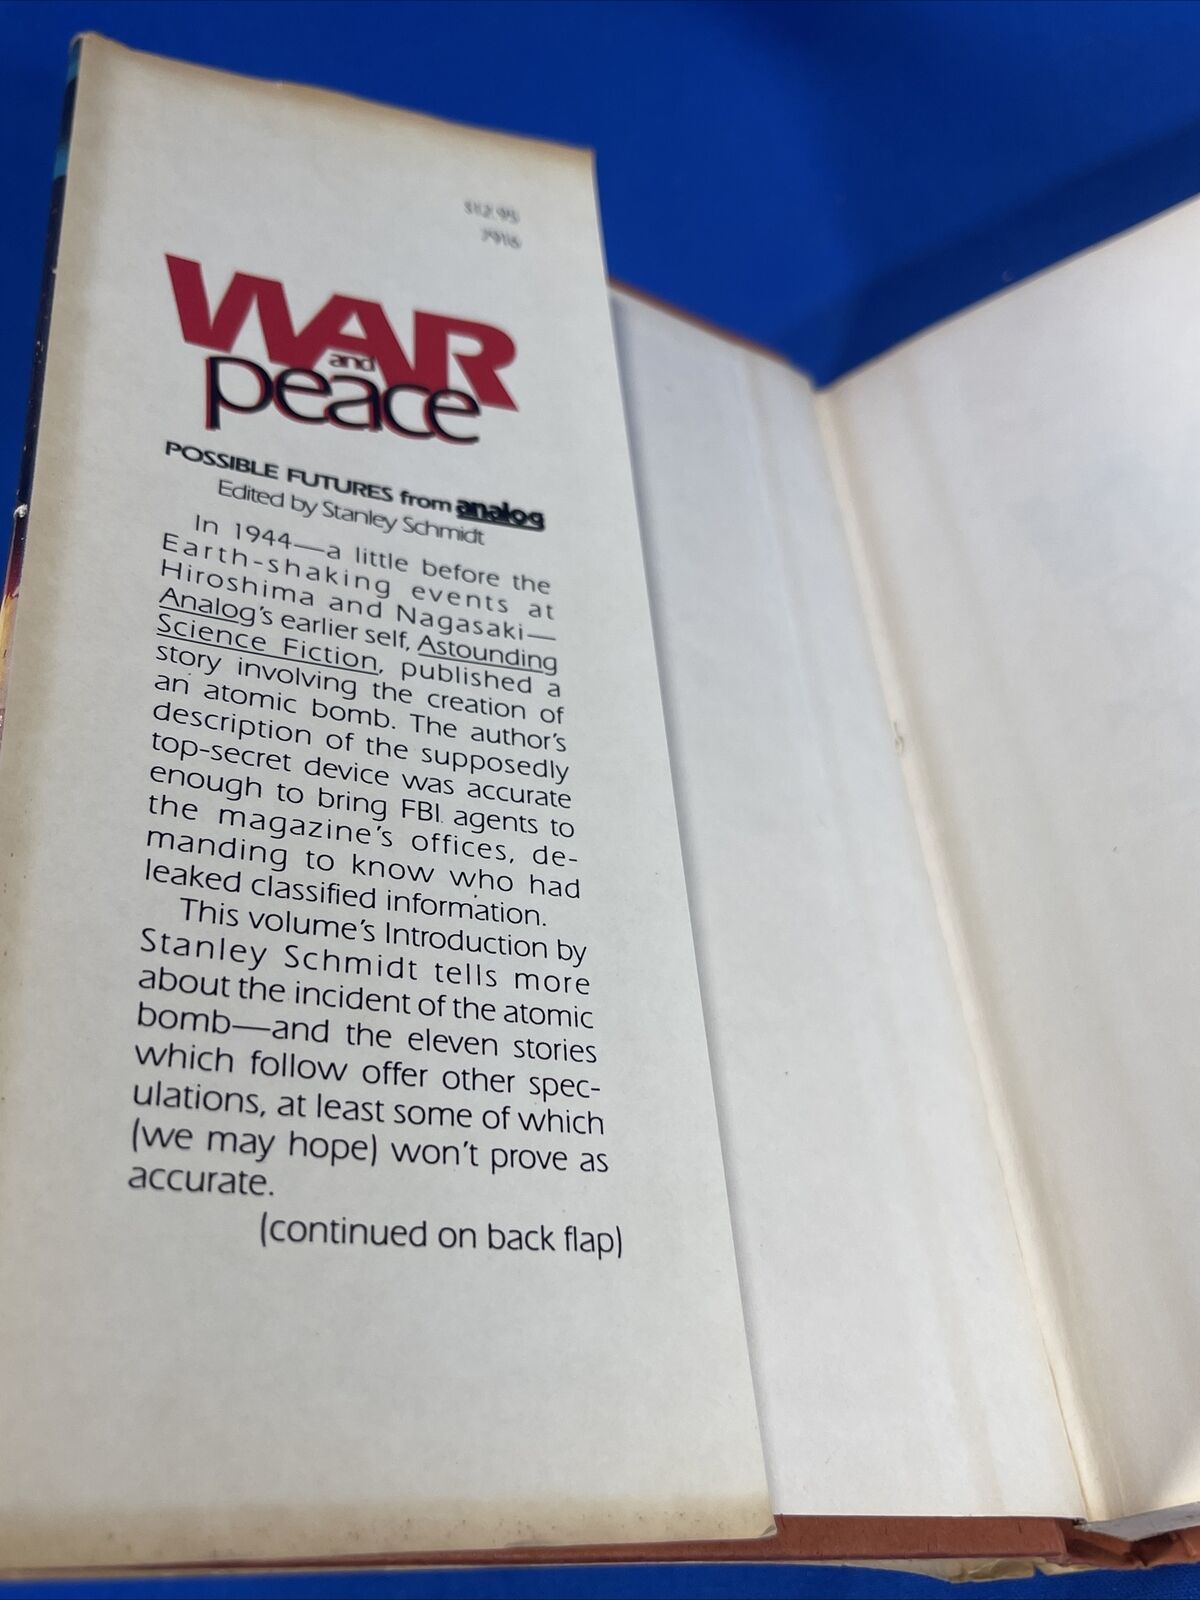 $12.95
7916
WAR
and
peace
POSSIBLE FUTURES from analog
Edited by Stanley Schmidt
In 1944—a little before the
Earth-shaking events at
Hiroshima and Nagasaki—
Analog's earlier self, Astounding
Science Fiction, published a
story involving the creation of
an atomic bomb. The author's
description of the supposedly
top-secret device was accurate
enough to bring FBI agents to
the magazine's offices, de-
manding to know who had
leaked classified information.
This volume's Introduction by
Stanley Schmidt tells more
about the incident of the atomic
bomb—and the eleven stories
which follow offer other spec-
ulations, at least some of which
(we may hope) won't prove as
accurate.
(continued on back flap)